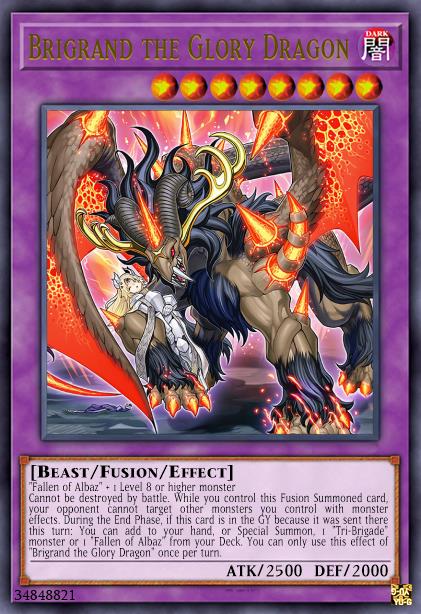 BRIGRAND THE GLORY DRAGON
DARK
闇
[BEAST/FUSION/EFFECT]
"Fallen of Albaz" + 1 Level 8 or higher monster
Cannot be destroyed by battle. While you control this Fusion Summoned card,
your opponent cannot target other monsters you control with monster
effects. During the End Phase, if this card is in the GY because it was sent there
this turn: You can add to your hand, or Special Summon, 1 "Tri-Brigade"
monster or 1 "Fallen of Albaz" from your Deck. You can only use this effect of
"Brigrand the Glory Dragon" once per turn.
ATK/2500 DEF/2000
34848821